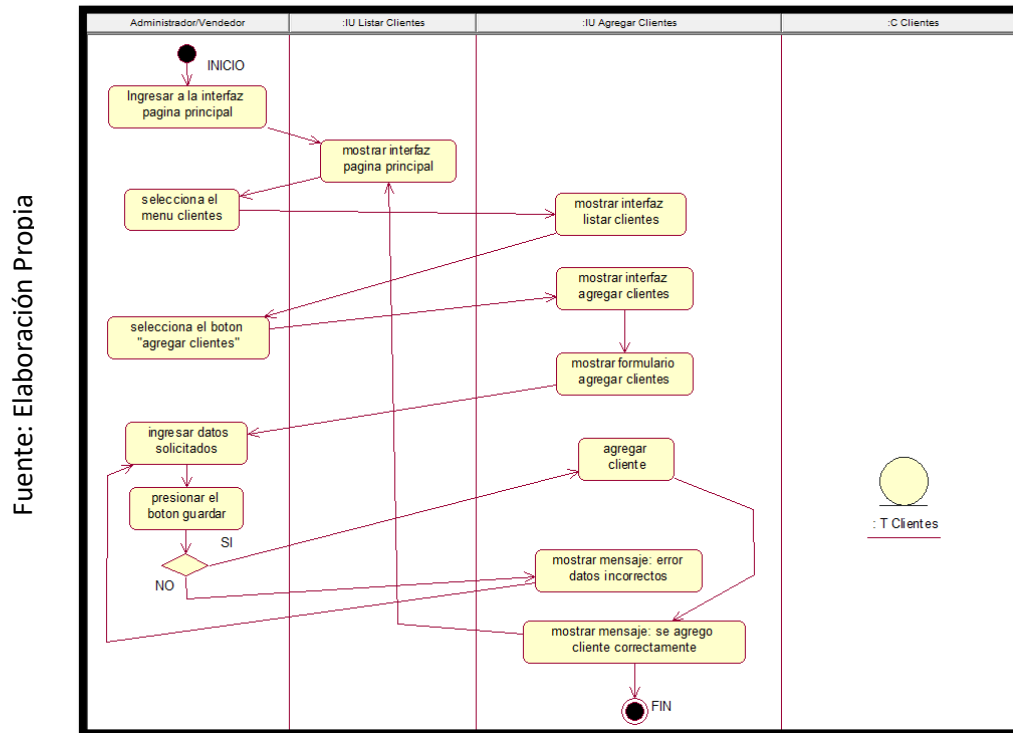 Fuente: Elaboración Propia
Administrador/Vendedor
:IU Listar Clientes
:IU Agregar Clientes
:C Clientes
INICIO
Ingresar a la interfaz
pagina principal
mostrar interfaz
pagina principal
selecciona el
menu clientes
mostrar interfaz
listar clientes
mostrar interfaz
agregar clientes
selecciona el boton
"agregar clientes"
mostrar formulario
agregar clientes
ingresar datos
solicitados
agregar
cliente
presionar el
boton guardar
: T Clientes
SI
NO
mostrar mensaje: error
datos incorrectos
mostrar mensaje: se agrego
cliente correctamente
FIN